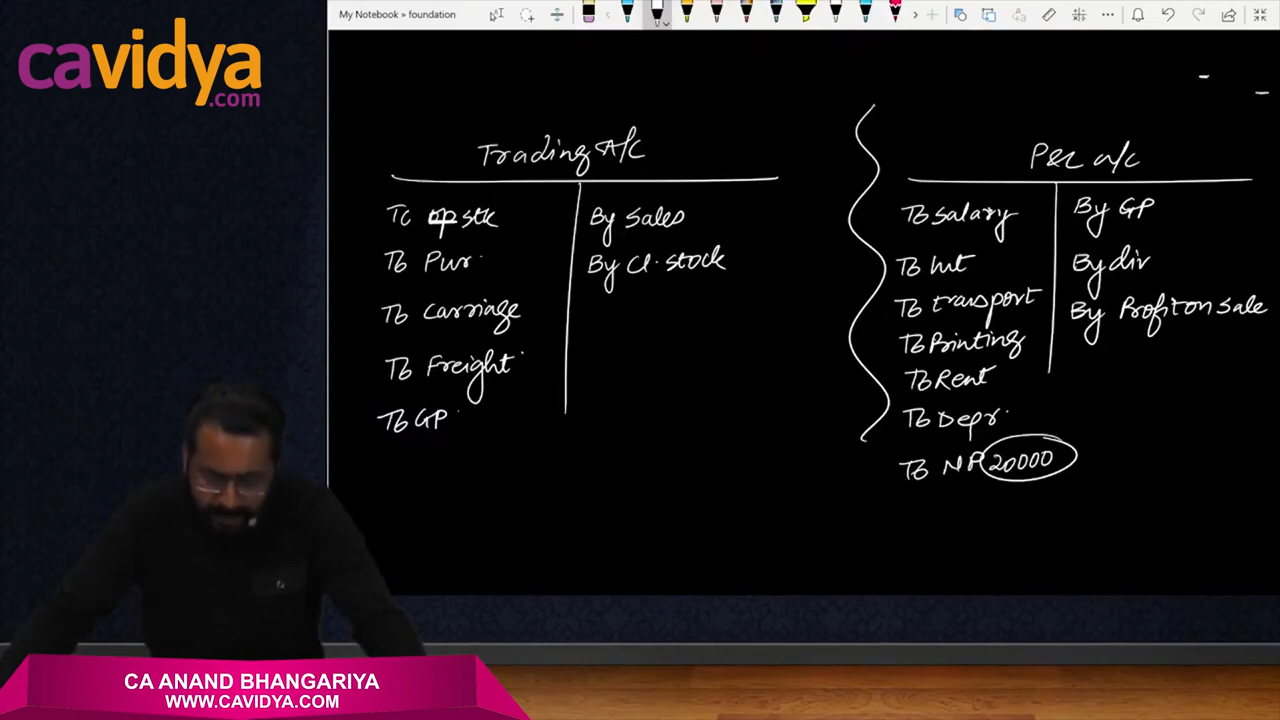 cavidya
.com
My Notebook » foundation
Trading A/c
To op stk
By Sales
To Pur.
By Cl. stock
To Carriage
To Freight
To GP
P&L a/c
To Salary
By GP
To Int
By div
To transport
By Profit on Sale
To Printing
To Rent
To Depr.
To NP 20000
CA ANAND BHANGARIYA
WWW.CAVIDYA.COM